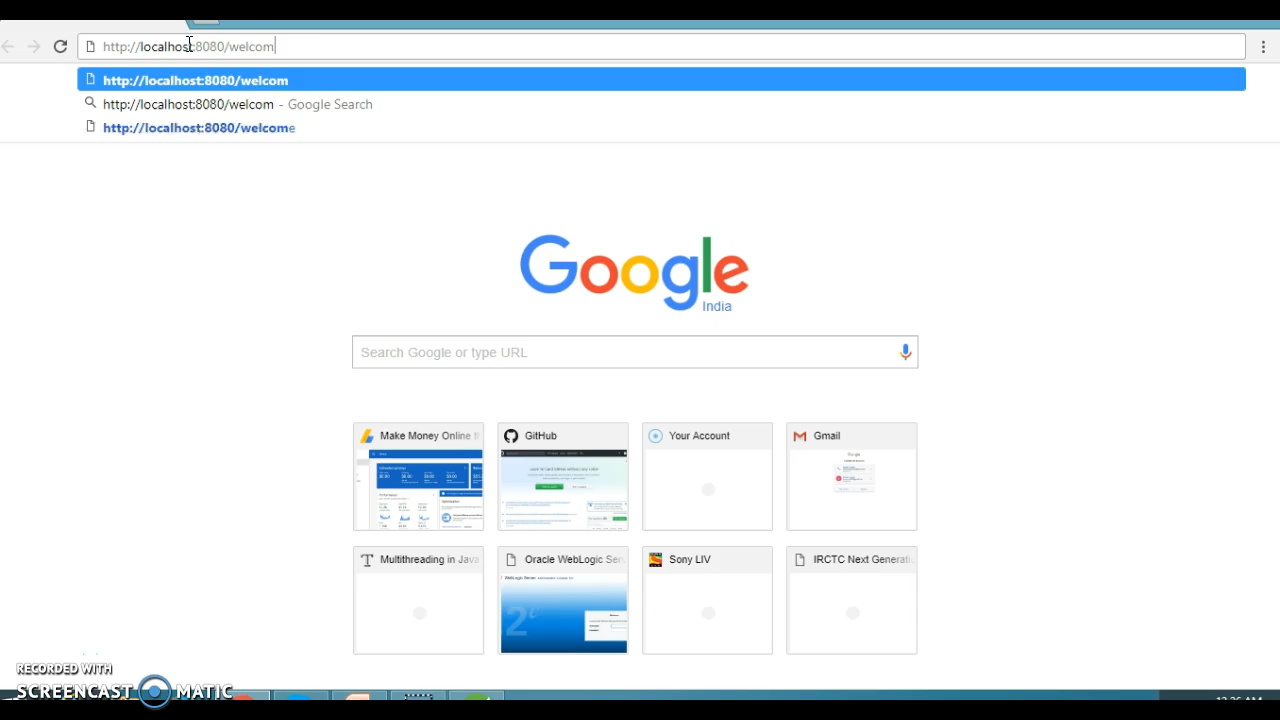 http://localhost:8080/welcom
http://localhost:8080/welcom
http://localhost:8080/welcom - Google Search
http://localhost:8080/welcome
Google
India
Search Google or type URL
Make Money Online th
GitHub
Your Account
Gmail
Multithreading in Java
Oracle WebLogic Ser
Sony LIV
IRCTC Next Generati
RECORDED WITH
SCREENCAST MATIC